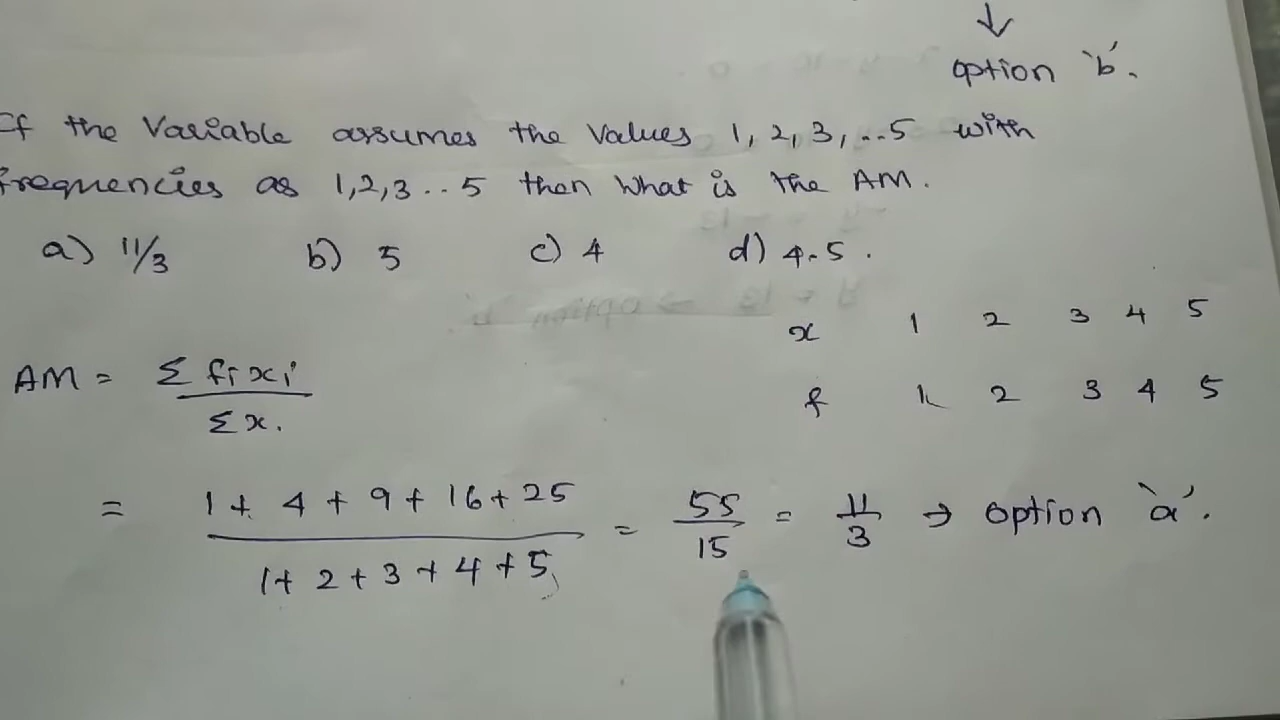 ↓
option 'b'.
If the Variable assumes the Values 1, 2, 3, ..5 with
frequencies as 1,2,3..5 then What is the AM.
a) 11/3 b) 5 c) 4 d) 4.5.
x 1 2 3 4 5
f 1 2 3 4 5
AM = Σ fi xi / Σ x.
= 1 + 4 + 9 + 16 + 25 / 1 + 2 + 3 + 4 + 5 = 55/15 = 11/3 → option 'a'.